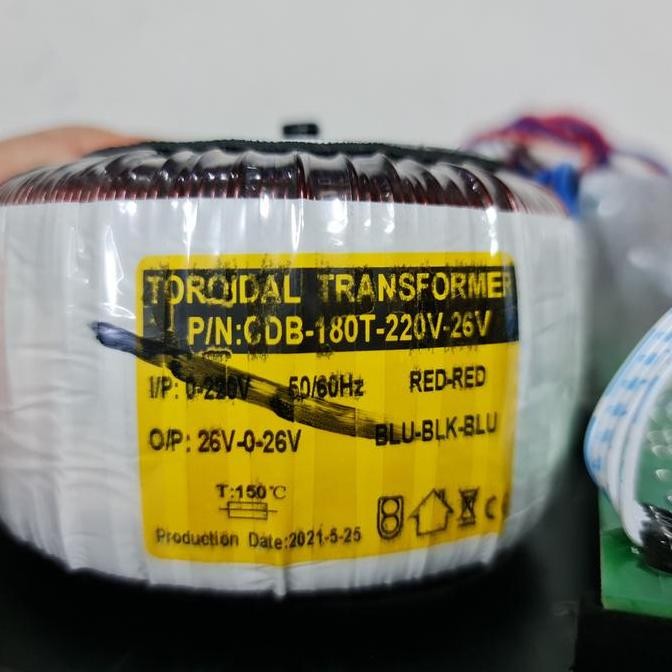 TOROIDAL TRANSFORMER
P/N:CDB-180T-220V-26V
I/P: 0-220V 50/60Hz RED-RED
O/P: 26V-0-26V BLU-BLK-BLU
T:150℃
Production Date:2021-5-25